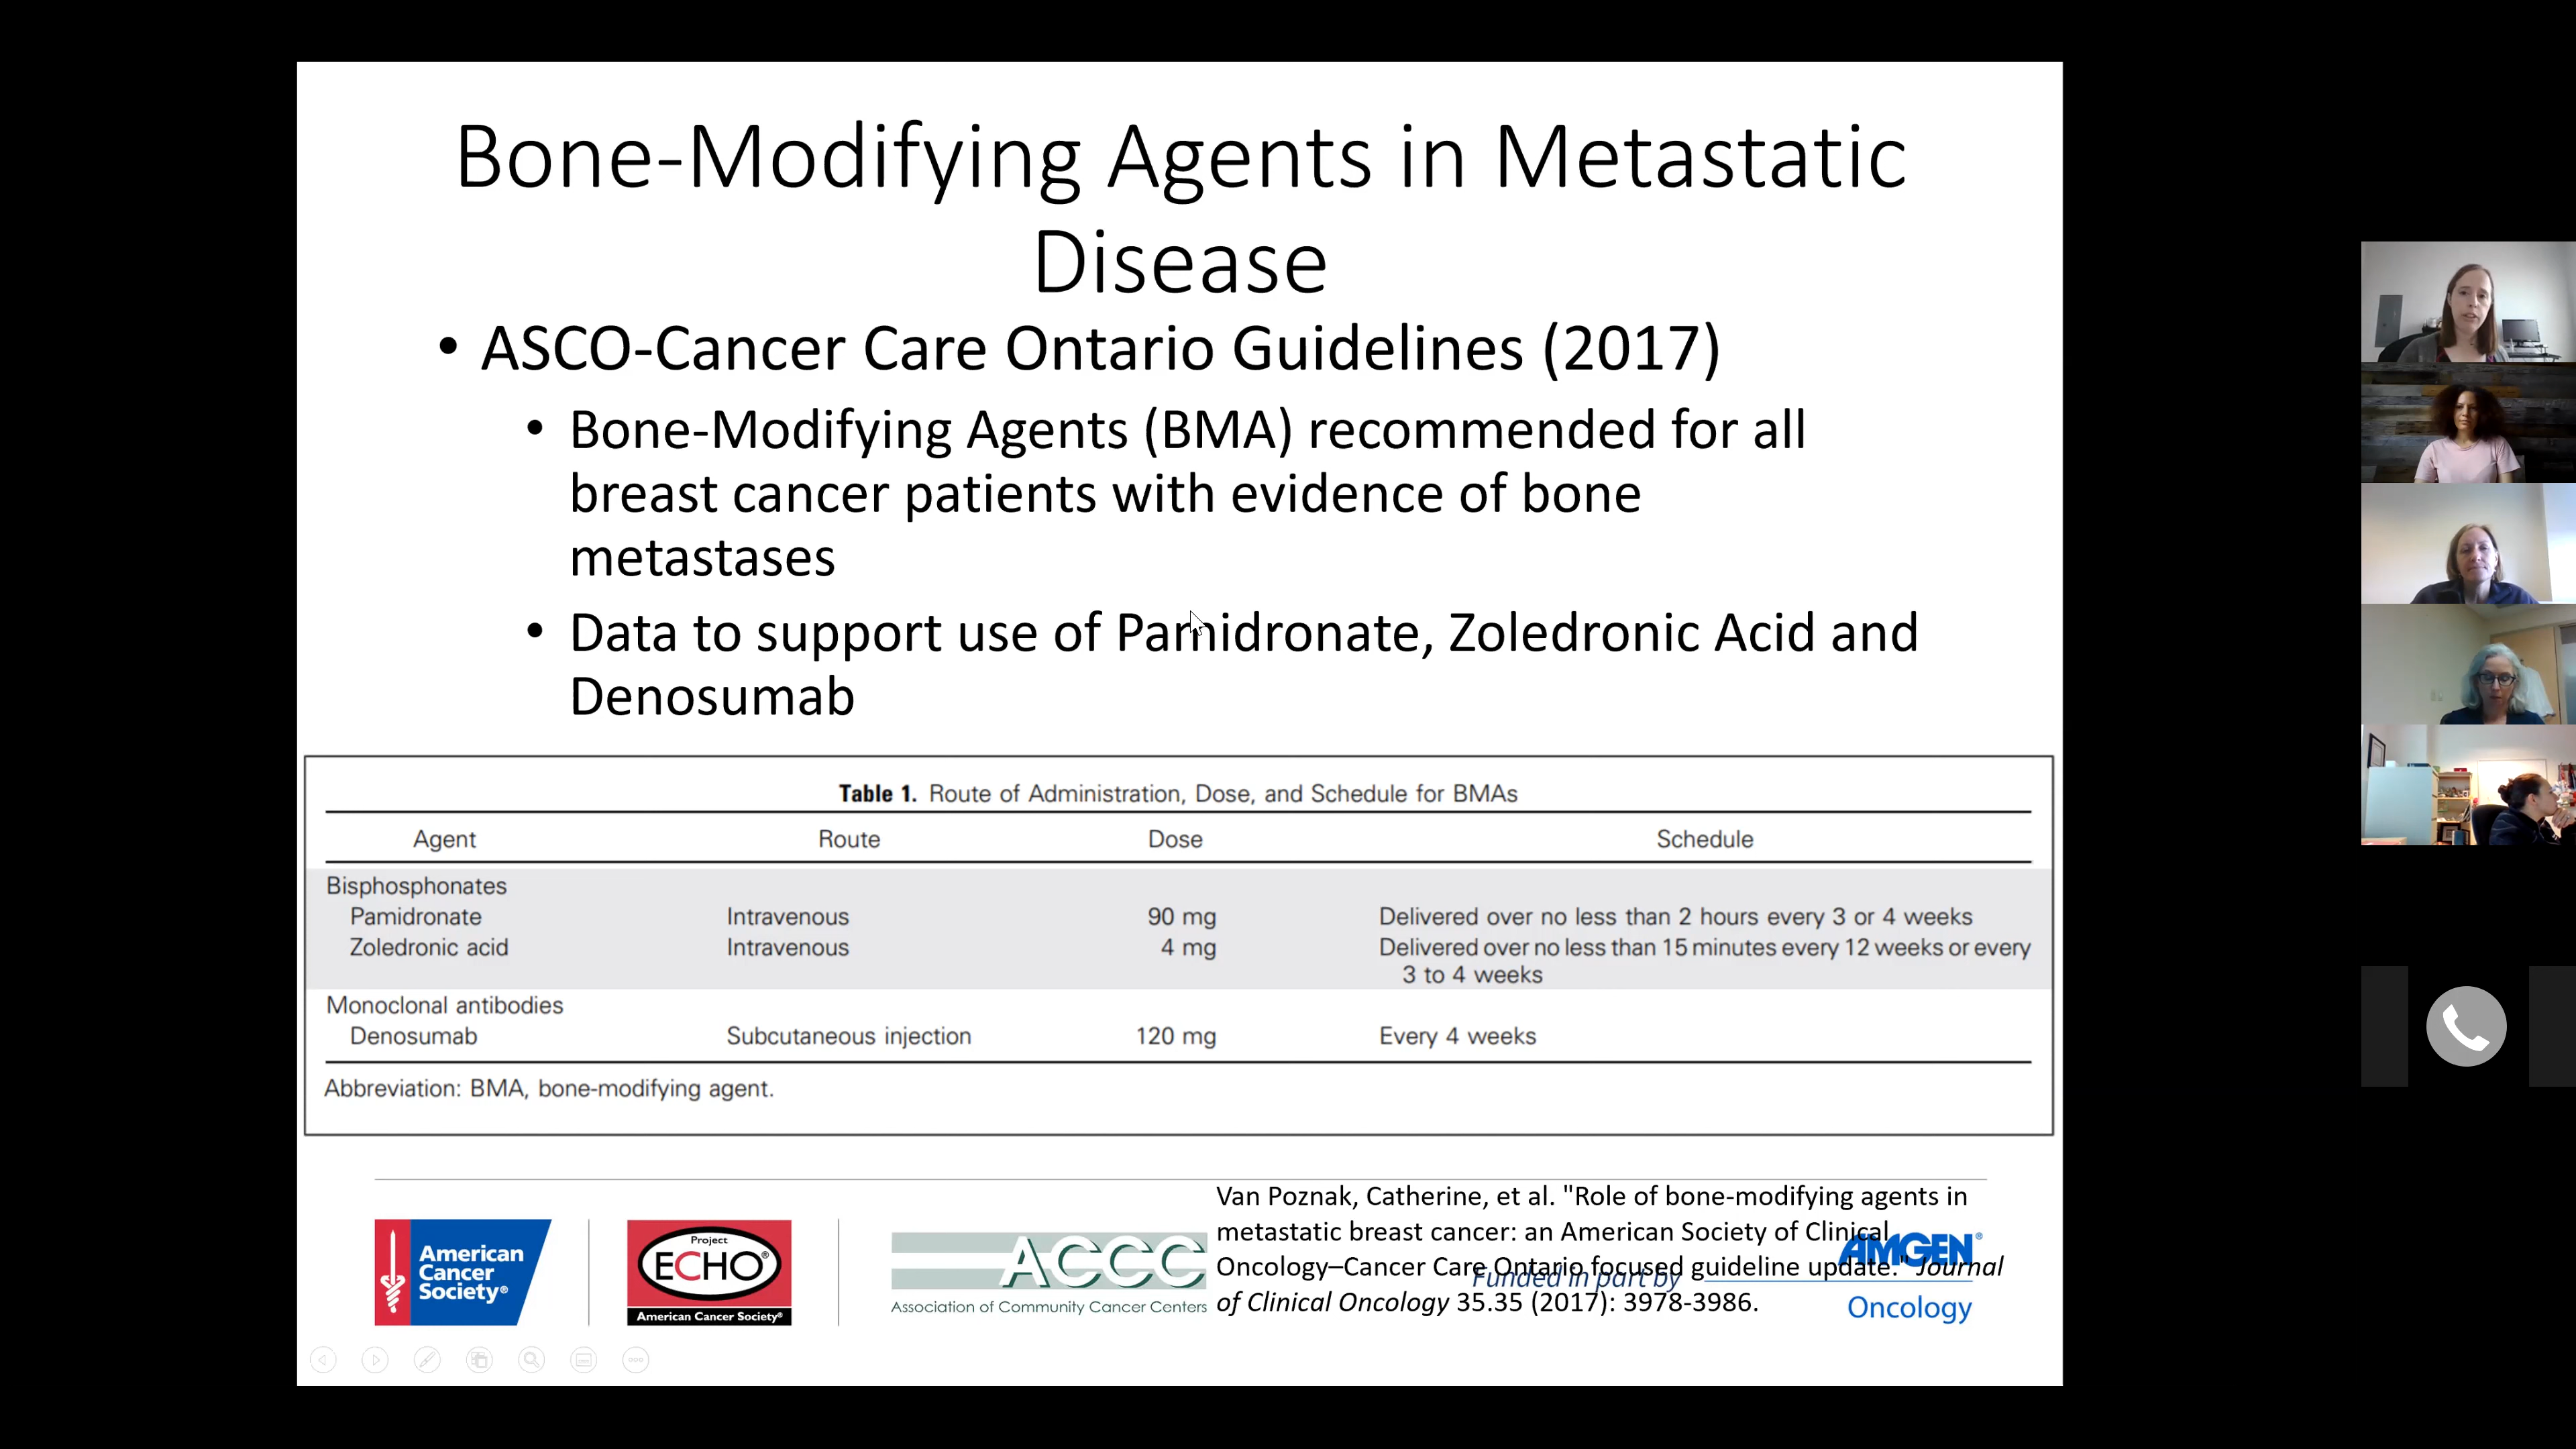 Bone-Modifying Agents in Metastatic
Disease
• ASCO-Cancer Care Ontario Guidelines (2017)
• Bone-Modifying Agents (BMA) recommended for all
breast cancer patients with evidence of bone
metastases
• Data to support use of Pamidronate, Zoledronic Acid and
Denosumab
Table 1. Route of Administration, Dose, and Schedule for BMAs
Agent Route Dose Schedule
Bisphosphonates
Pamidronate Intravenous 90 mg Delivered over no less than 2 hours every 3 or 4 weeks
Zoledronic acid Intravenous 4 mg Delivered over no less than 15 minutes every 12 weeks or every
3 to 4 weeks
Monoclonal antibodies
Denosumab Subcutaneous injection 120 mg Every 4 weeks
Abbreviation: BMA, bone-modifying agent.
American
Cancer
Society®
Project
ECHO®
American Cancer Society®
ACCC
Association of Community Cancer Centers
Van Poznak, Catherine, et al. "Role of bone-modifying agents in
metastatic breast cancer: an American Society of Clinical
Oncology–Cancer Care Ontario focused guideline update." Journal
of Clinical Oncology 35.35 (2017): 3978-3986.
Funded in part by
AMGEN®
Oncology